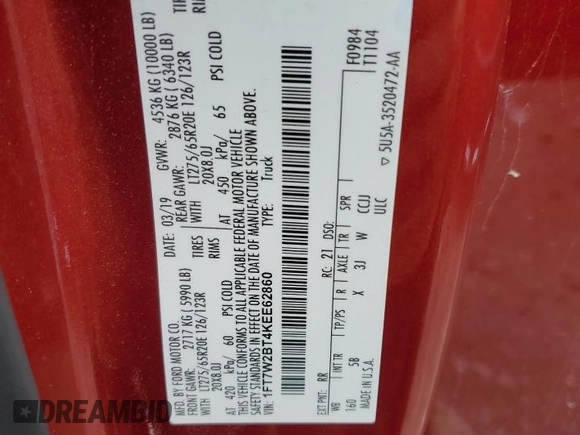 MFD. BY FORD MOTOR CO.
DATE: 03/19 GVWR: 4536 KG (10000 LB)
FRONT GAWR: 2717 KG (5990 LB) REAR GAWR: 2876 KG (6340 LB)
LT275/65R20E 126/123R TIRES WITH LT275/65R20E 126/123R TIRES
20X8.0J RIMS 20X8.0J RIMS
AT 420 kPa/ 60 PSI COLD AT 450 kPa/ 65 PSI COLD
THIS VEHICLE CONFORMS TO ALL APPLICABLE FEDERAL MOTOR VEHICLE
SAFETY STANDARDS IN EFFECT ON THE DATE OF MANUFACTURE SHOWN ABOVE.
VIN: 1FT7W2BT4KEE62860 TYPE: Truck
F0984
T1104
EXT PNT: RR RC: 21 DSO:
WB INT TR TP/PS R AXLE TR SPR
160 5B X 3J W CCIJ
MADE IN U.S.A. ULC
▽ 5U5A-3520472-AA
DREAMBID